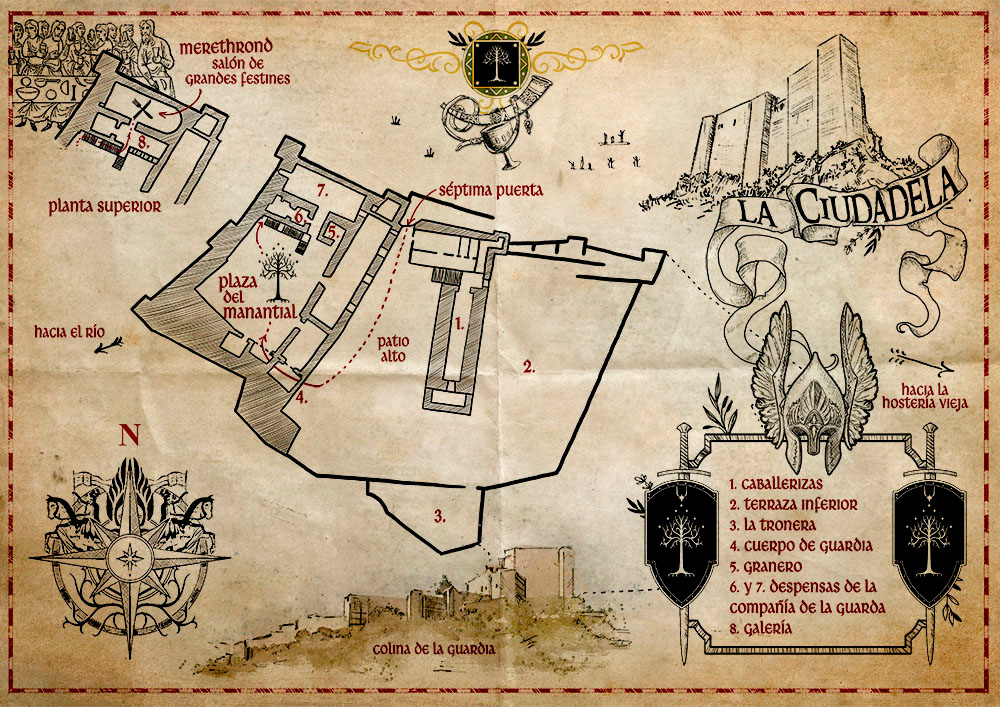 merethrond
salón de
grandes festines
8.
planta superior
La Ciudadela
séptima puerta
7.
6.
5.
plaza
del
manantial
patio
alto
1.
2.
4.
3.
hacia el río
hacia la
hostería vieja
N
1. caballerizas
2. terraza inferior
3. la tronera
4. cuerpo de guardia
5. granero
6. y 7. despensas de la
compañía de la guarda
8. galería
colina de la guardia